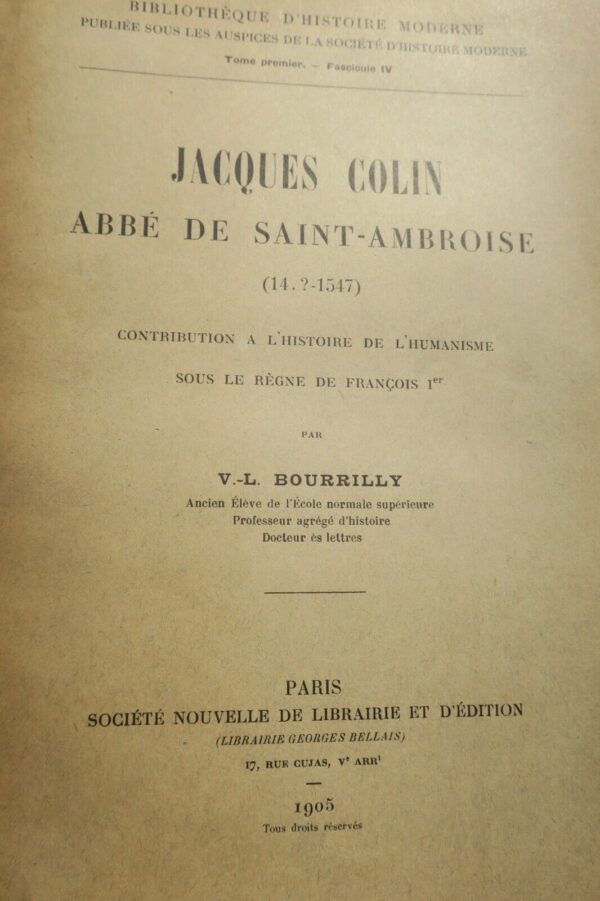 BIBLIOTHÈQUE D'HISTOIRE MODERNE
PUBLIÉE SOUS LES AUSPICES DE LA SOCIÉTÉ D'HISTOIRE MODERNE
Tome premier. — Fascicule IV
JACQUES COLIN
ABBÉ DE SAINT-AMBROISE
(14.?-1547)
CONTRIBUTION A L'HISTOIRE DE L'HUMANISME
SOUS LE RÈGNE DE FRANÇOIS Ier
PAR
V.-L. BOURRILLY
Ancien Élève de l'École normale supérieure
Professeur agrégé d'histoire
Docteur ès lettres
PARIS
SOCIÉTÉ NOUVELLE DE LIBRAIRIE ET D'ÉDITION
(LIBRAIRIE GEORGES BELLAIS)
17, RUE CUJAS, Ve ARRt
1905
Tous droits réservés